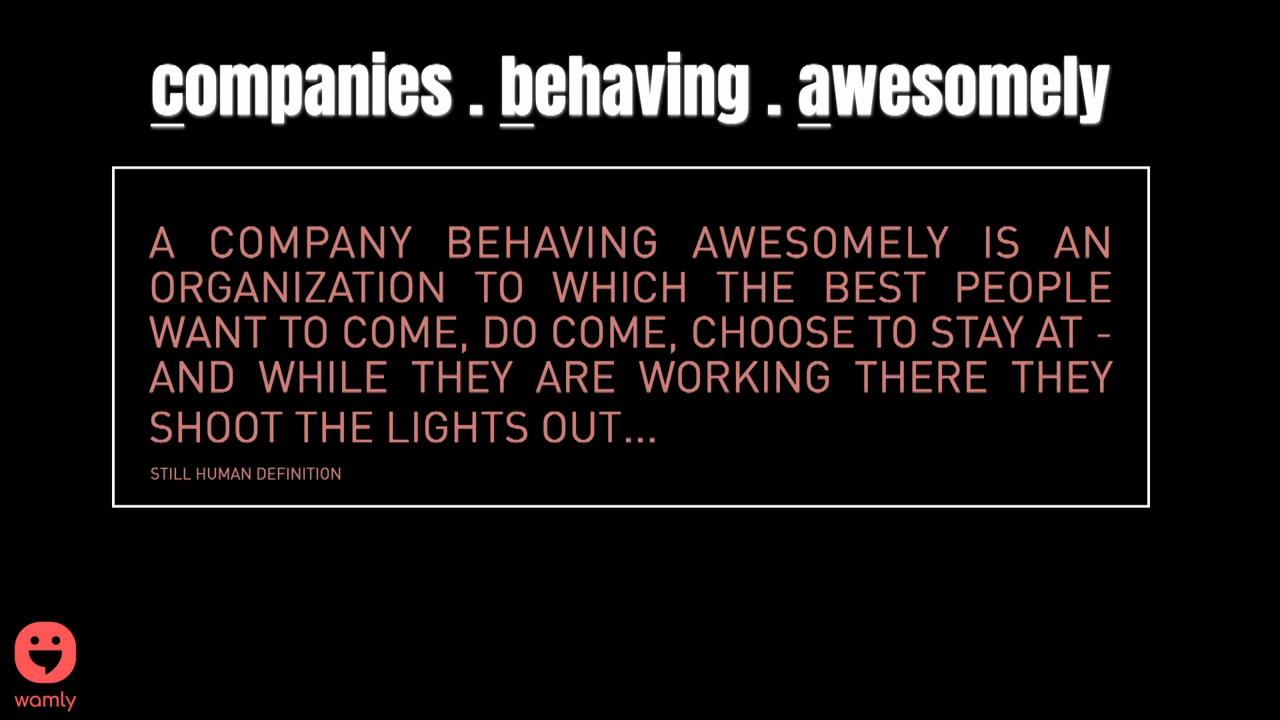 companies . behaving . awesomely
A COMPANY BEHAVING AWESOMELY IS AN
ORGANIZATION TO WHICH THE BEST PEOPLE
WANT TO COME, DO COME, CHOOSE TO STAY AT -
AND WHILE THEY ARE WORKING THERE THEY
SHOOT THE LIGHTS OUT...
STILL HUMAN DEFINITION
wamly